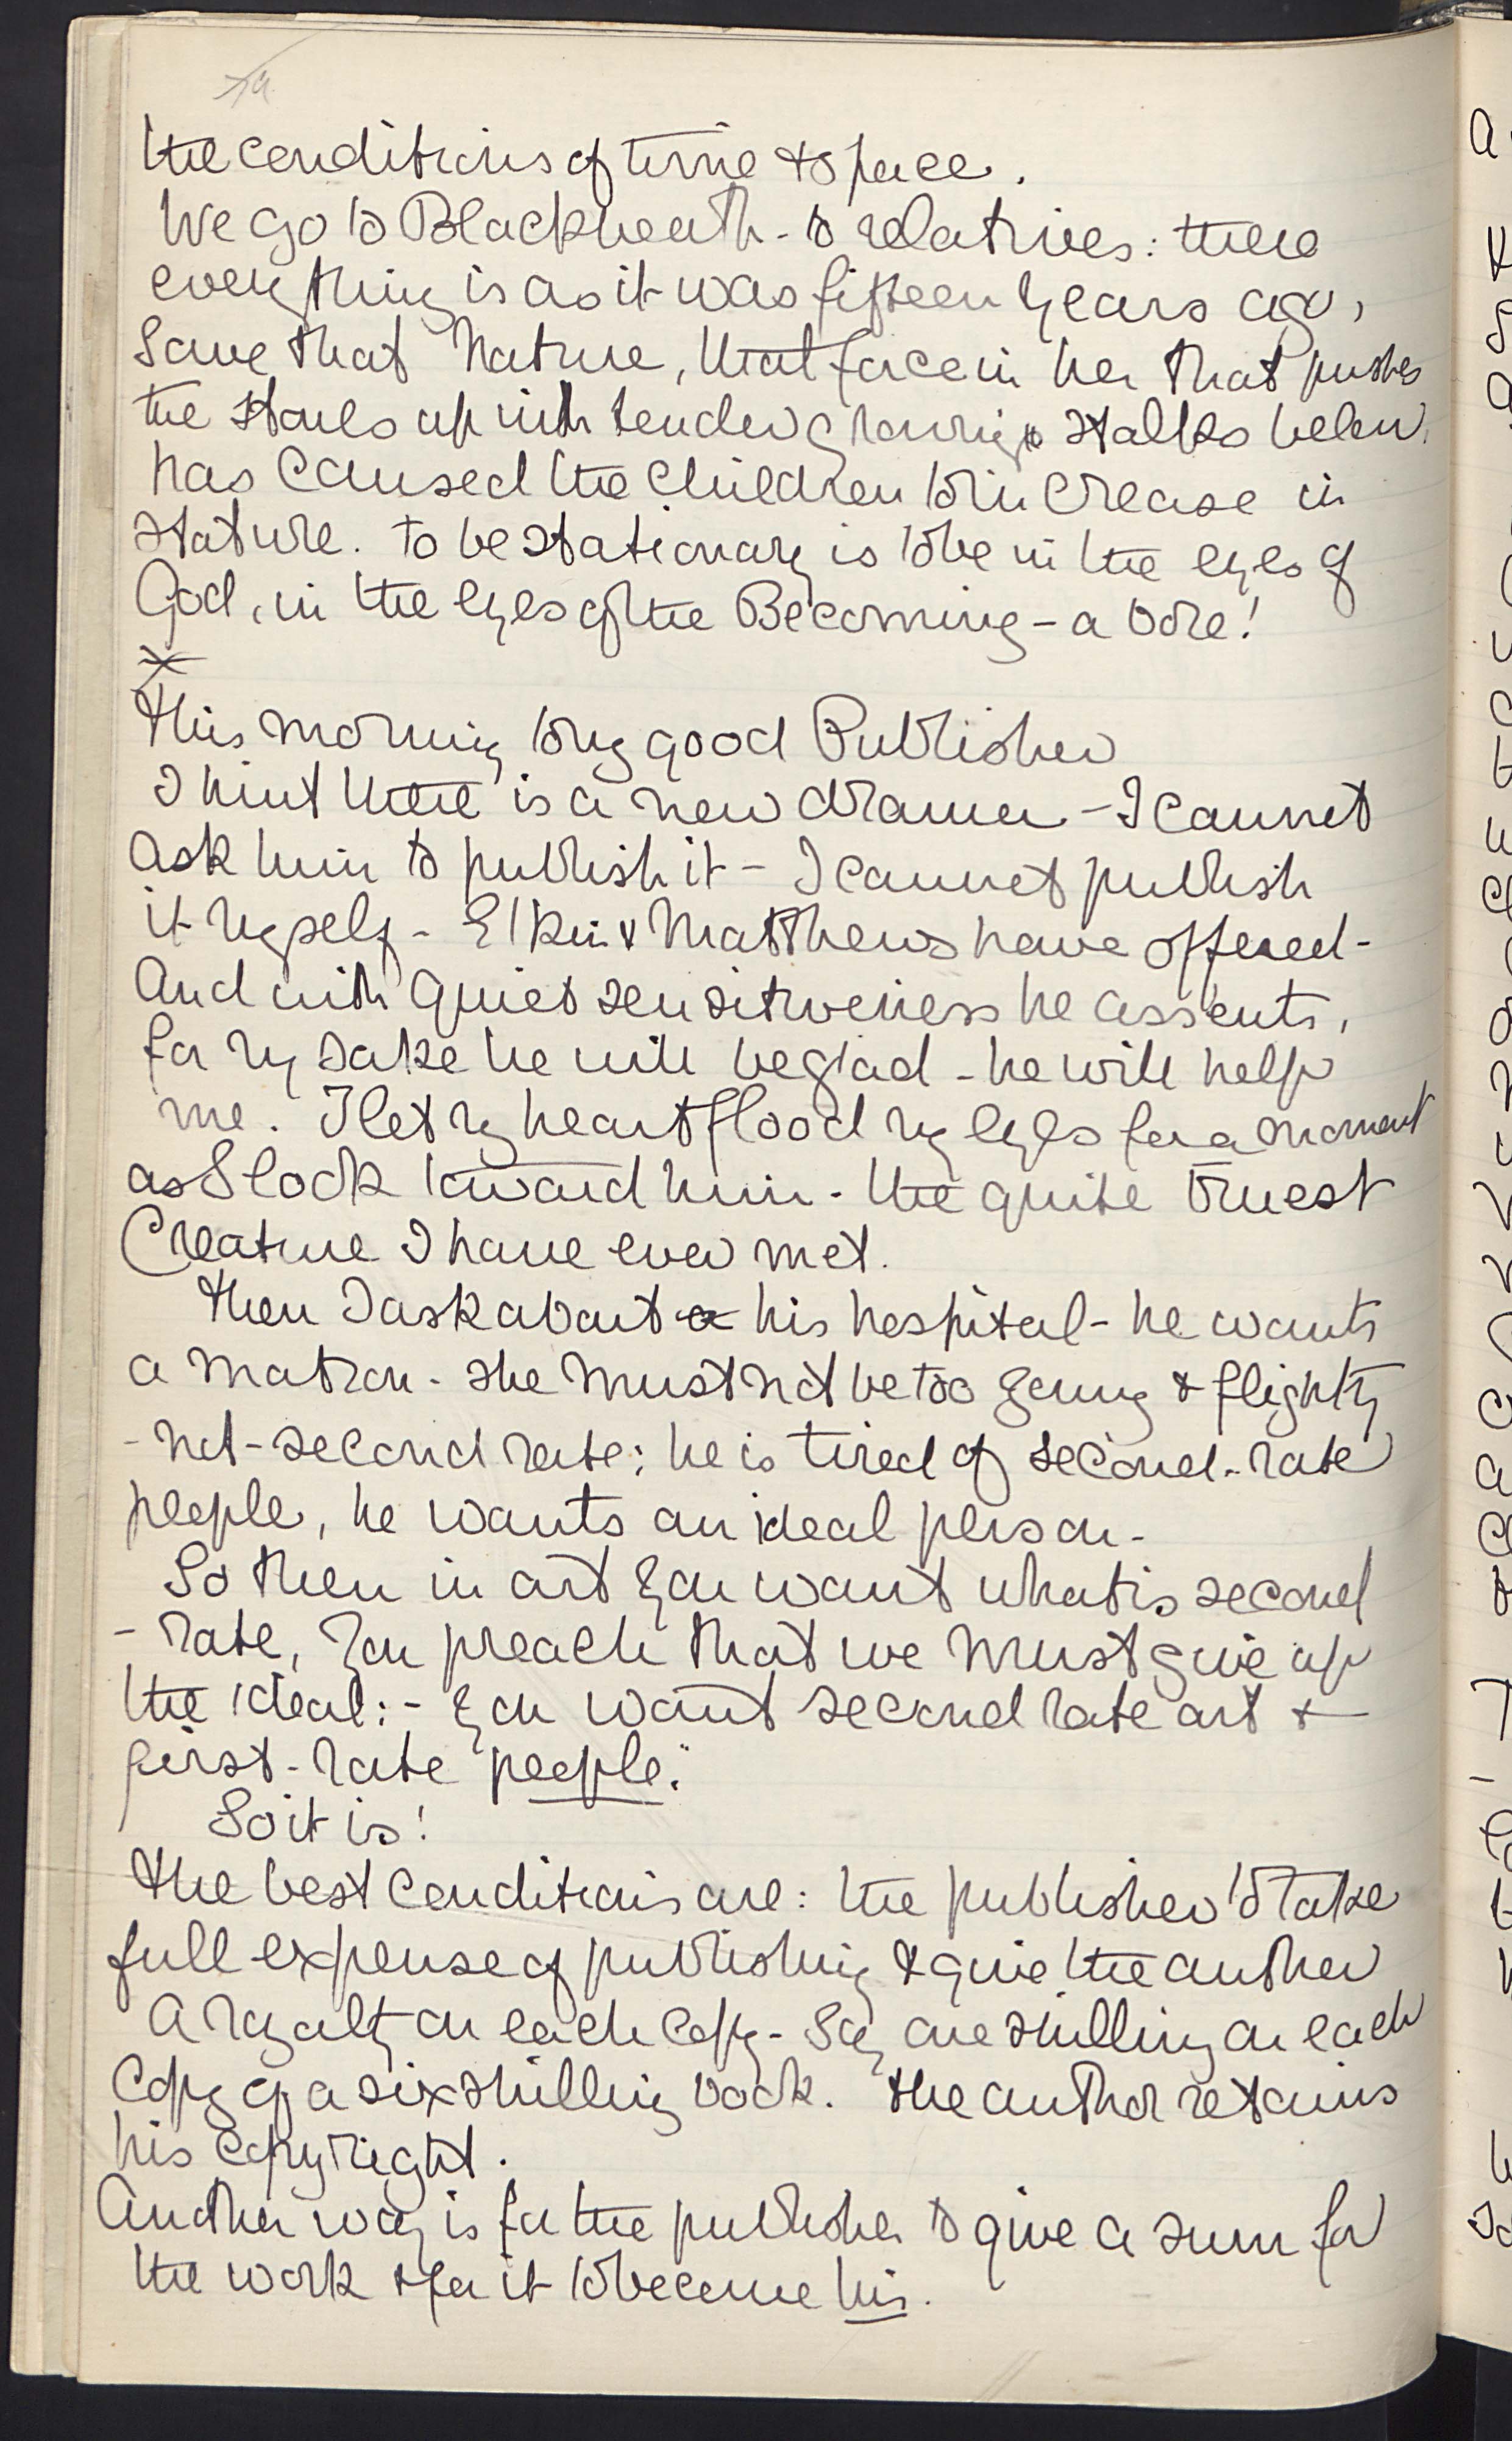 the conditions of time & space.
We go to Blackheath - to relatives: there
everything is as it was fifteen years ago,
save that Nature, that force in her that pushes
the up with tender growing stalks below,
has caused the children to increase in
stature. To be stationary is to be in the eyes of
God, in the eyes of the Becoming - a bore!
x
This morning to my good Publisher
I hint there is a new drama - I cannot
ask him to publish it - I cannot publish
it myself - Elkin & Matthews have offered -
And with quiet sensitiveness he assents,
for my sake he will be glad - he will help
me. I let my heart flood my eyes for a moment
as I look toward him - the quite truest
Creature I have ever met.
Then I ask about a his hospital - he wants
a matron - she must not be too young & flighty
- not - second rate; he is tired of second-rate
people, he wants an ideal person -
So then in art you want what is second
- rate, you preach that we must give up
the ideal: - you want second rate art &
first-rate people."
So it is!
The best conditions are: the publisher to take
full expense of publishing & give the author
a royalty on each copy - Say one shilling on each
Copy of a six shilling book. The author retains
his copyright.
Another way is for the publisher to give a sum for
the work & for it to become his.